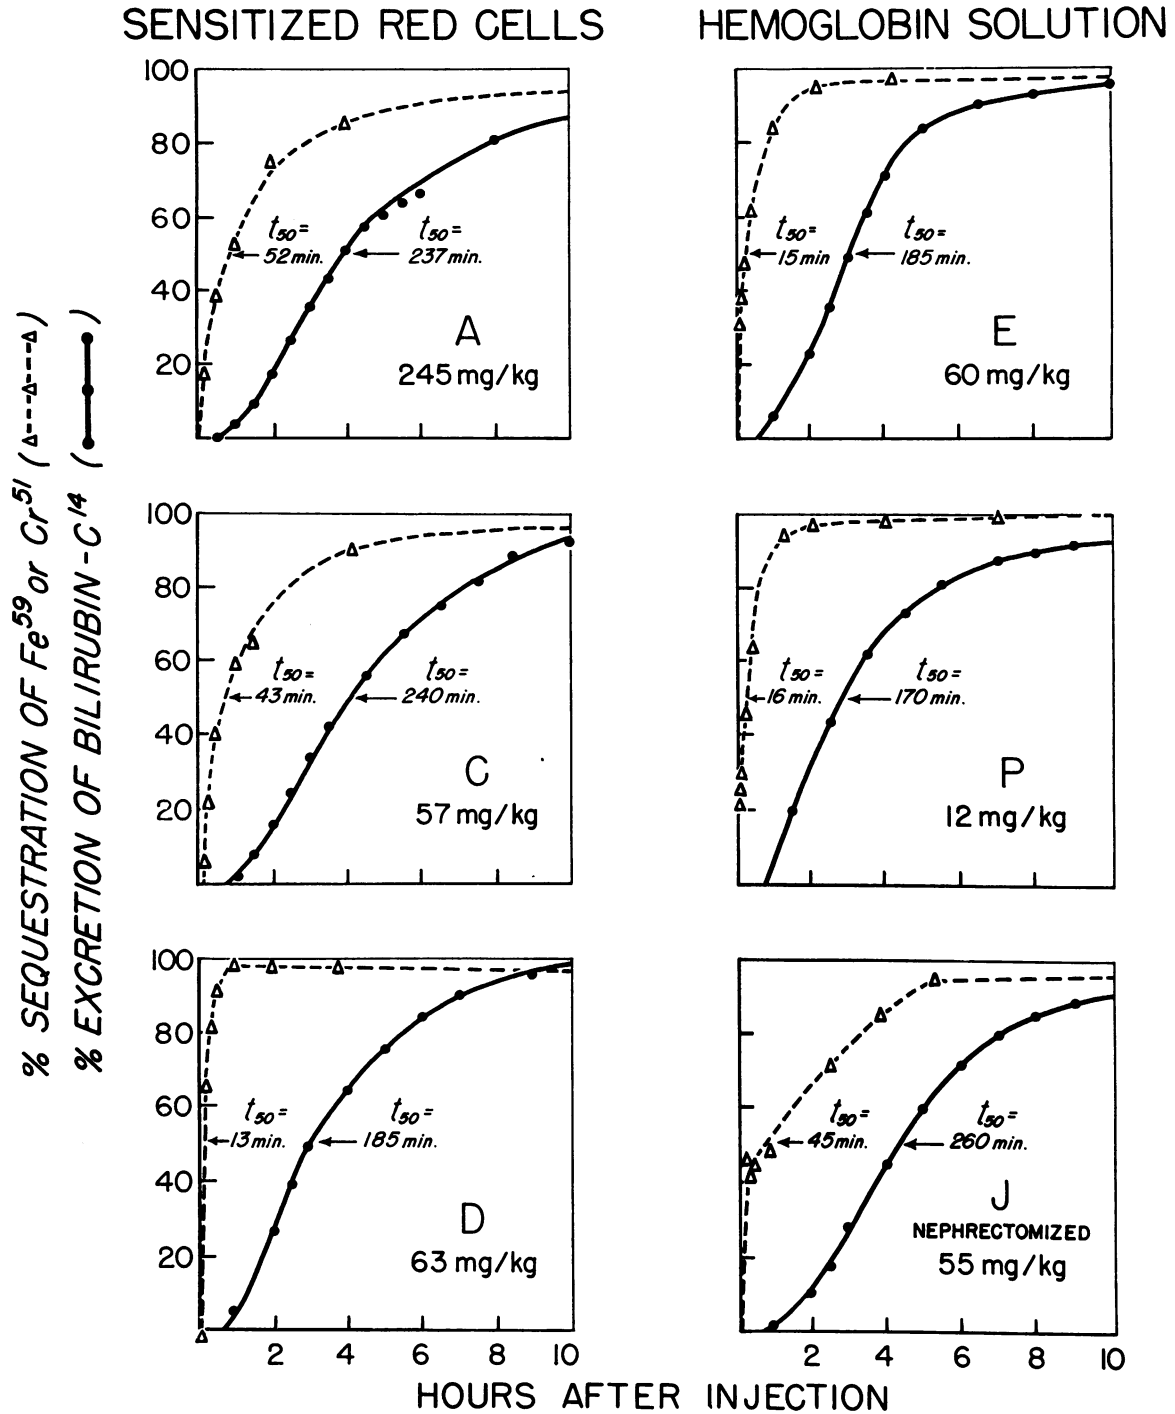 SENSITIZED RED CELLS
HEMOGLOBIN SOLUTION
% SEQUESTRATION OF Fe59 or Cr51 (Δ---Δ---Δ)
% EXCRETION OF BILIRUBIN-C14 (●—●—●)
100
80
60
40
20
t50=
52 min.
t50=
237 min.
A
245 mg/kg
t50=
15 min
t50=
185 min.
E
60 mg/kg
100
80
60
40
20
t50=
43 min.
t50=
240 min.
C
57 mg/kg
t50=
16 min.
t50=
170 min.
P
12 mg/kg
100
80
60
40
20
t50=
13 min.
t50=
185 min.
D
63 mg/kg
2 4 6 8 10
t50=
45 min.
t50=
260 min.
J
NEPHRECTOMIZED
55 mg/kg
2 4 6 8 10
HOURS AFTER INJECTION